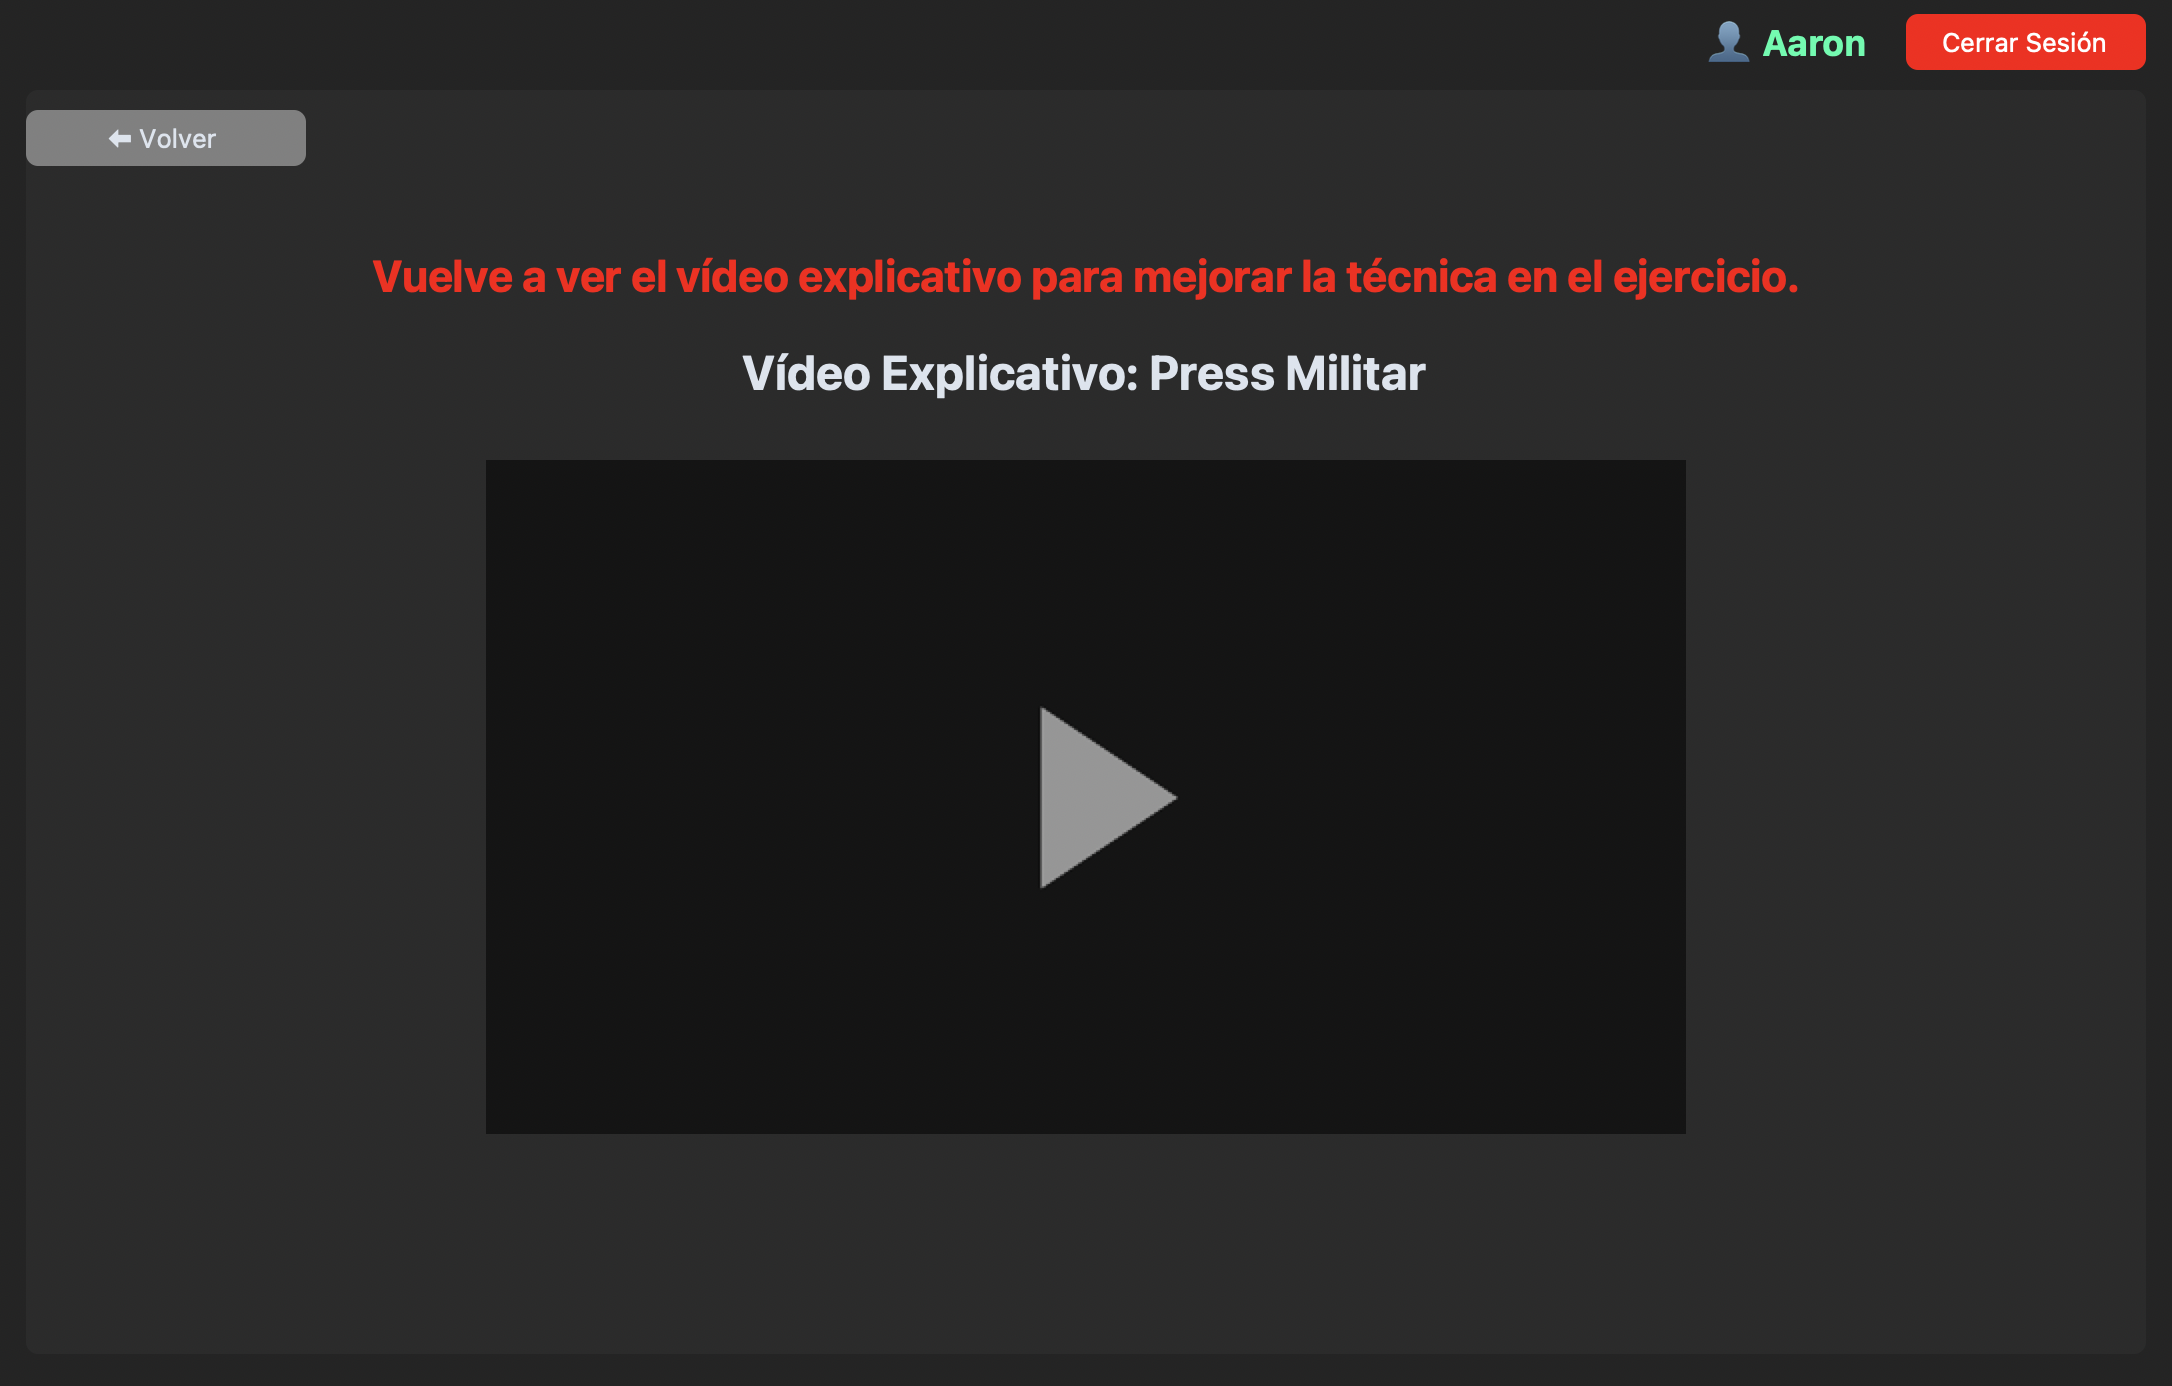 Aaron
Cerrar Sesión
Volver
Vuelve a ver el vídeo explicativo para mejorar la técnica en el ejercicio.
Vídeo Explicativo: Press Militar